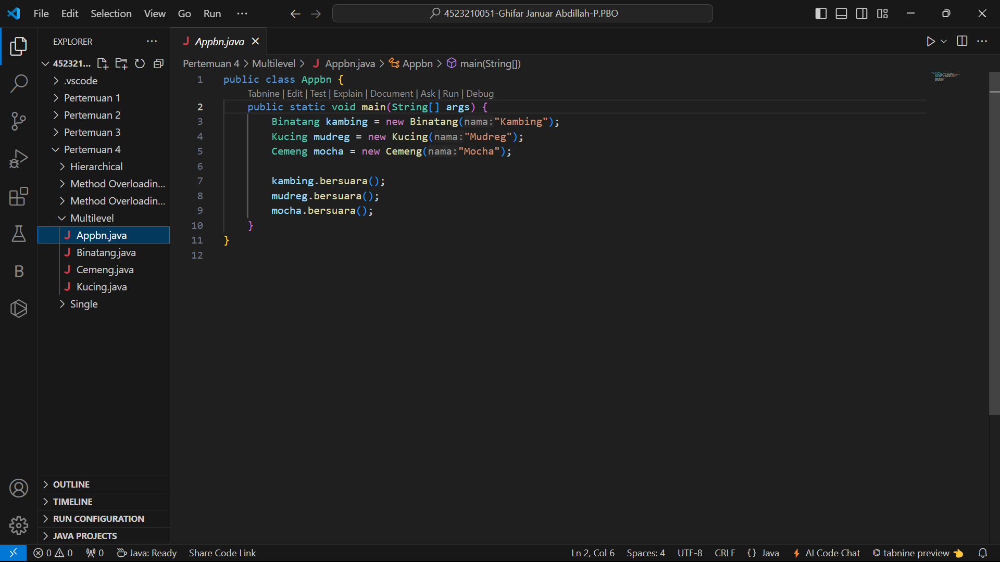 File Edit Selection View Go Run ···
4523210051-Ghifar Januar Abdillah-P.PBO
EXPLORER
452321...
.vscode
Pertemuan 1
Pertemuan 2
Pertemuan 3
Pertemuan 4
Hierarchical
Method Overloadin...
Method Overloadin...
Multilevel
Appbn.java
Binatang.java
Cemeng.java
Kucing.java
Single
OUTLINE
TIMELINE
RUN CONFIGURATION
JAVA PROJECTS
Appbn.java
Pertemuan 4 > Multilevel > Appbn.java > Appbn > main(String[])
1 public class Appbn {
Tabnine | Edit | Test | Explain | Document | Ask | Run | Debug
2 public static void main(String[] args) {
3 Binatang kambing = new Binatang(nama:"Kambing");
4 Kucing mudreg = new Kucing(nama:"Mudreg");
5 Cemeng mocha = new Cemeng(nama:"Mocha");
6
7 kambing.bersuara();
8 mudreg.bersuara();
9 mocha.bersuara();
10 }
11 }
12
0 0 0 Java: Ready Share Code Link Ln 2, Col 6 Spaces: 4 UTF-8 CRLF {} Java AI Code Chat tabnine preview 👈